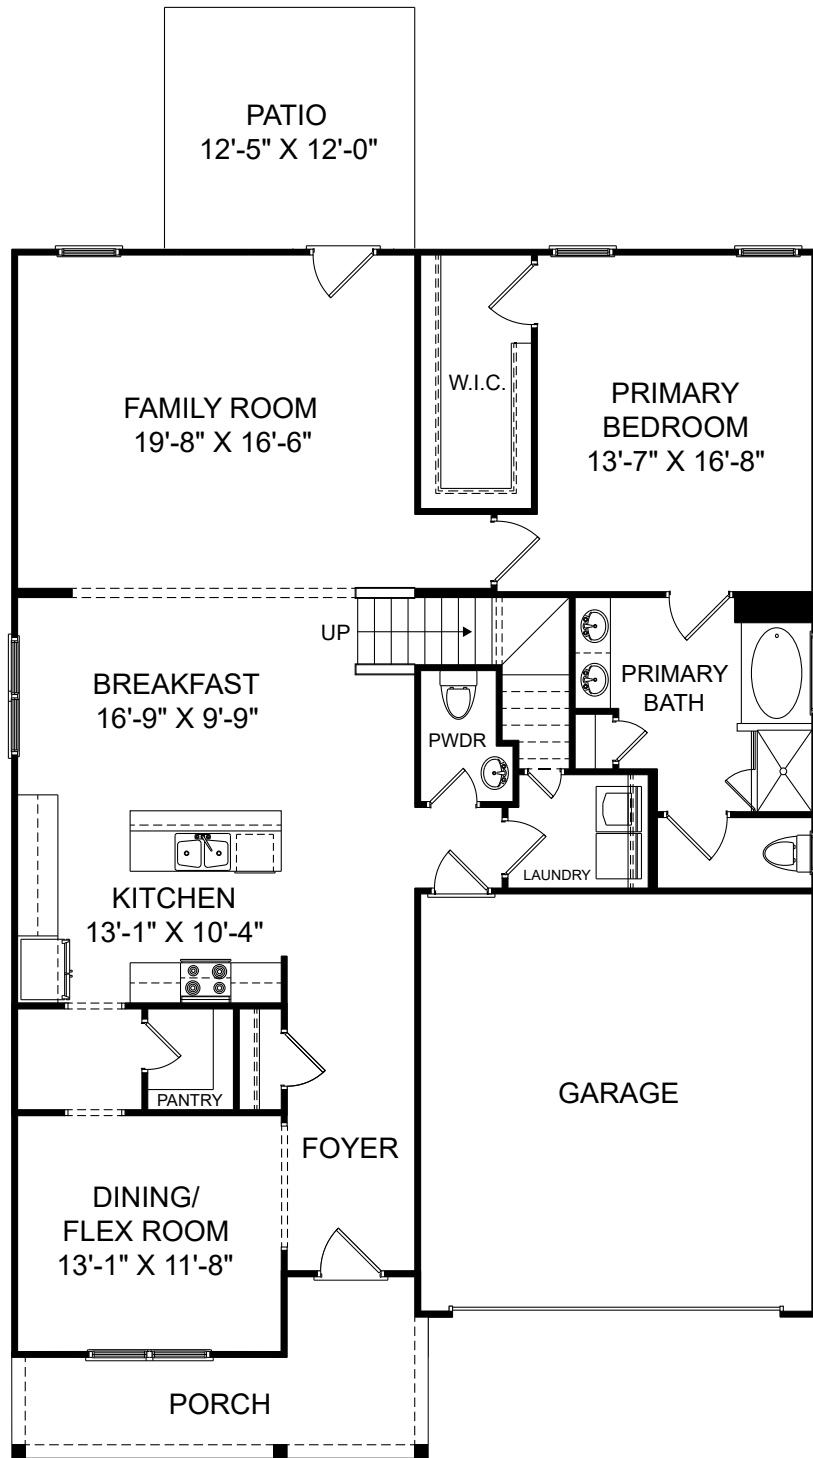 PATIO
12'-5" X 12'-0"
FAMILY ROOM
19'-8" X 16'-6"
W.I.C.
PRIMARY
BEDROOM
13'-7" X 16'-8"
UP
BREAKFAST
16'-9" X 9'-9"
PWDR
PRIMARY
BATH
LAUNDRY
KITCHEN
13'-1" X 10'-4"
PANTRY
GARAGE
FOYER
DINING/
FLEX ROOM
13'-1" X 11'-8"
PORCH